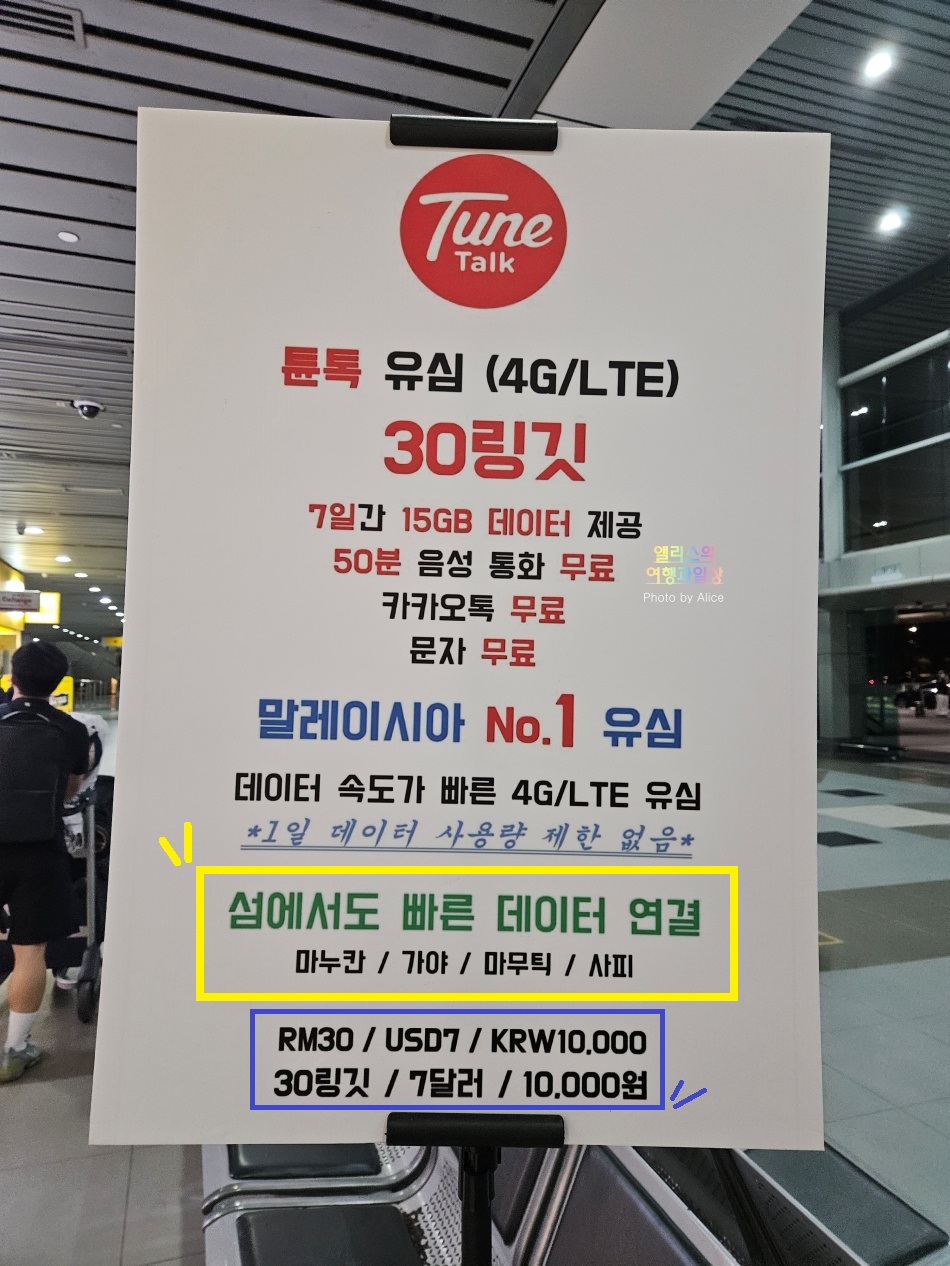 Tune
Talk
튠톡 유심 (4G/LTE)
30링깃
7일간 15GB 데이터 제공
50분 음성 통화 무료
카카오톡 무료
문자 무료
앨리스의
여행과일상
Photo by Alice
말레이시아 No.1 유심
데이터 속도가 빠른 4G/LTE 유심
*1일 데이터 사용량 제한 없음*
섬에서도 빠른 데이터 연결
마누칸 / 가야 / 마무틱 / 사피
RM30 / USD7 / KRW10,000
30링깃 / 7달러 / 10,000원